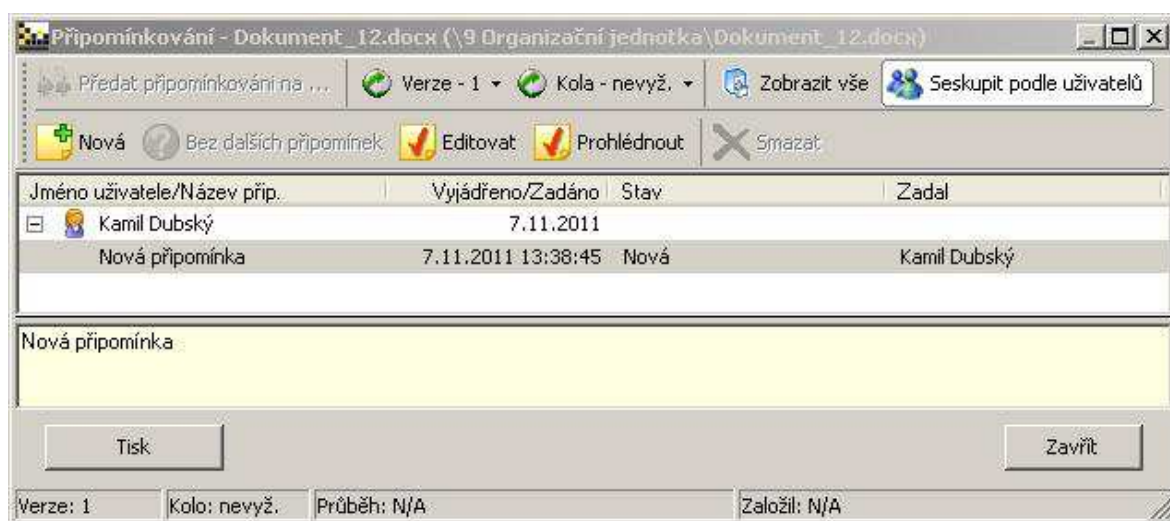 Připomínkování - Dokument_12.docx (\9 Organizační jednotka\Dokument_12.docx)
Předat připomínkování na ... Verze - 1 Kola - nevyž. Zobrazit vše Seskupit podle uživatelů
Nová Bez dalších připomínek Editovat Prohlédnout Smazat
Jméno uživatele/Název přip. Vyjádřeno/Zadáno Stav Zadal
Kamil Dubský 7.11.2011
Nová připomínka 7.11.2011 13:38:45 Nová Kamil Dubský
Nová připomínka
Tisk Zavřít
Verze: 1 Kolo: nevyž. Průběh: N/A Založil: N/A